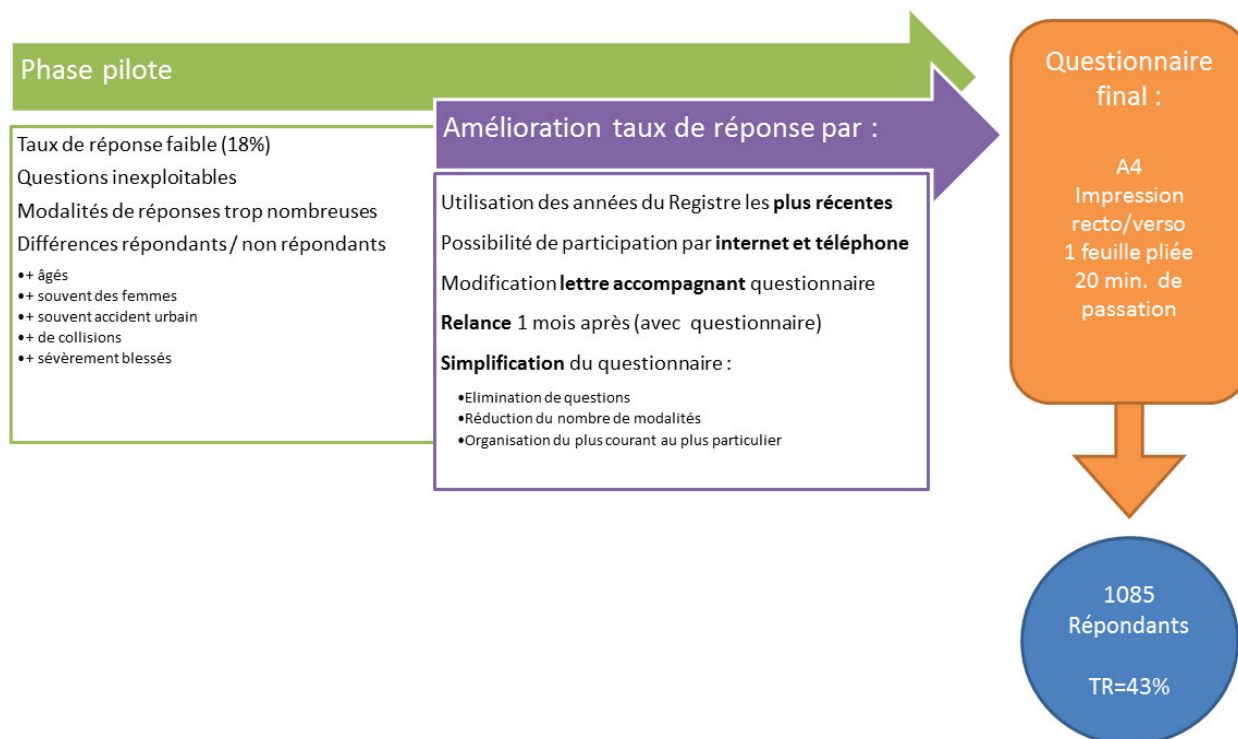 Phase pilote
Taux de réponse faible (18%)
Questions inexploitables
Modalités de réponses trop nombreuses
Différences répondants / non répondants
•+ âgés
•+ souvent des femmes
•+ souvent accident urbain
•+ de collisions
•+ sévèrement blessés
Amélioration taux de réponse par :
Utilisation des années du Registre les plus récentes
Possibilité de participation par internet et téléphone
Modification lettre accompagnant questionnaire
Relance 1 mois après (avec questionnaire)
Simplification du questionnaire :
•Elimination de questions
•Réduction du nombre de modalités
•Organisation du plus courant au plus particulier
Questionnaire
final :
A4
Impression
recto/verso
1 feuille pliée
20 min. de
passation
1085
Répondants
TR=43%